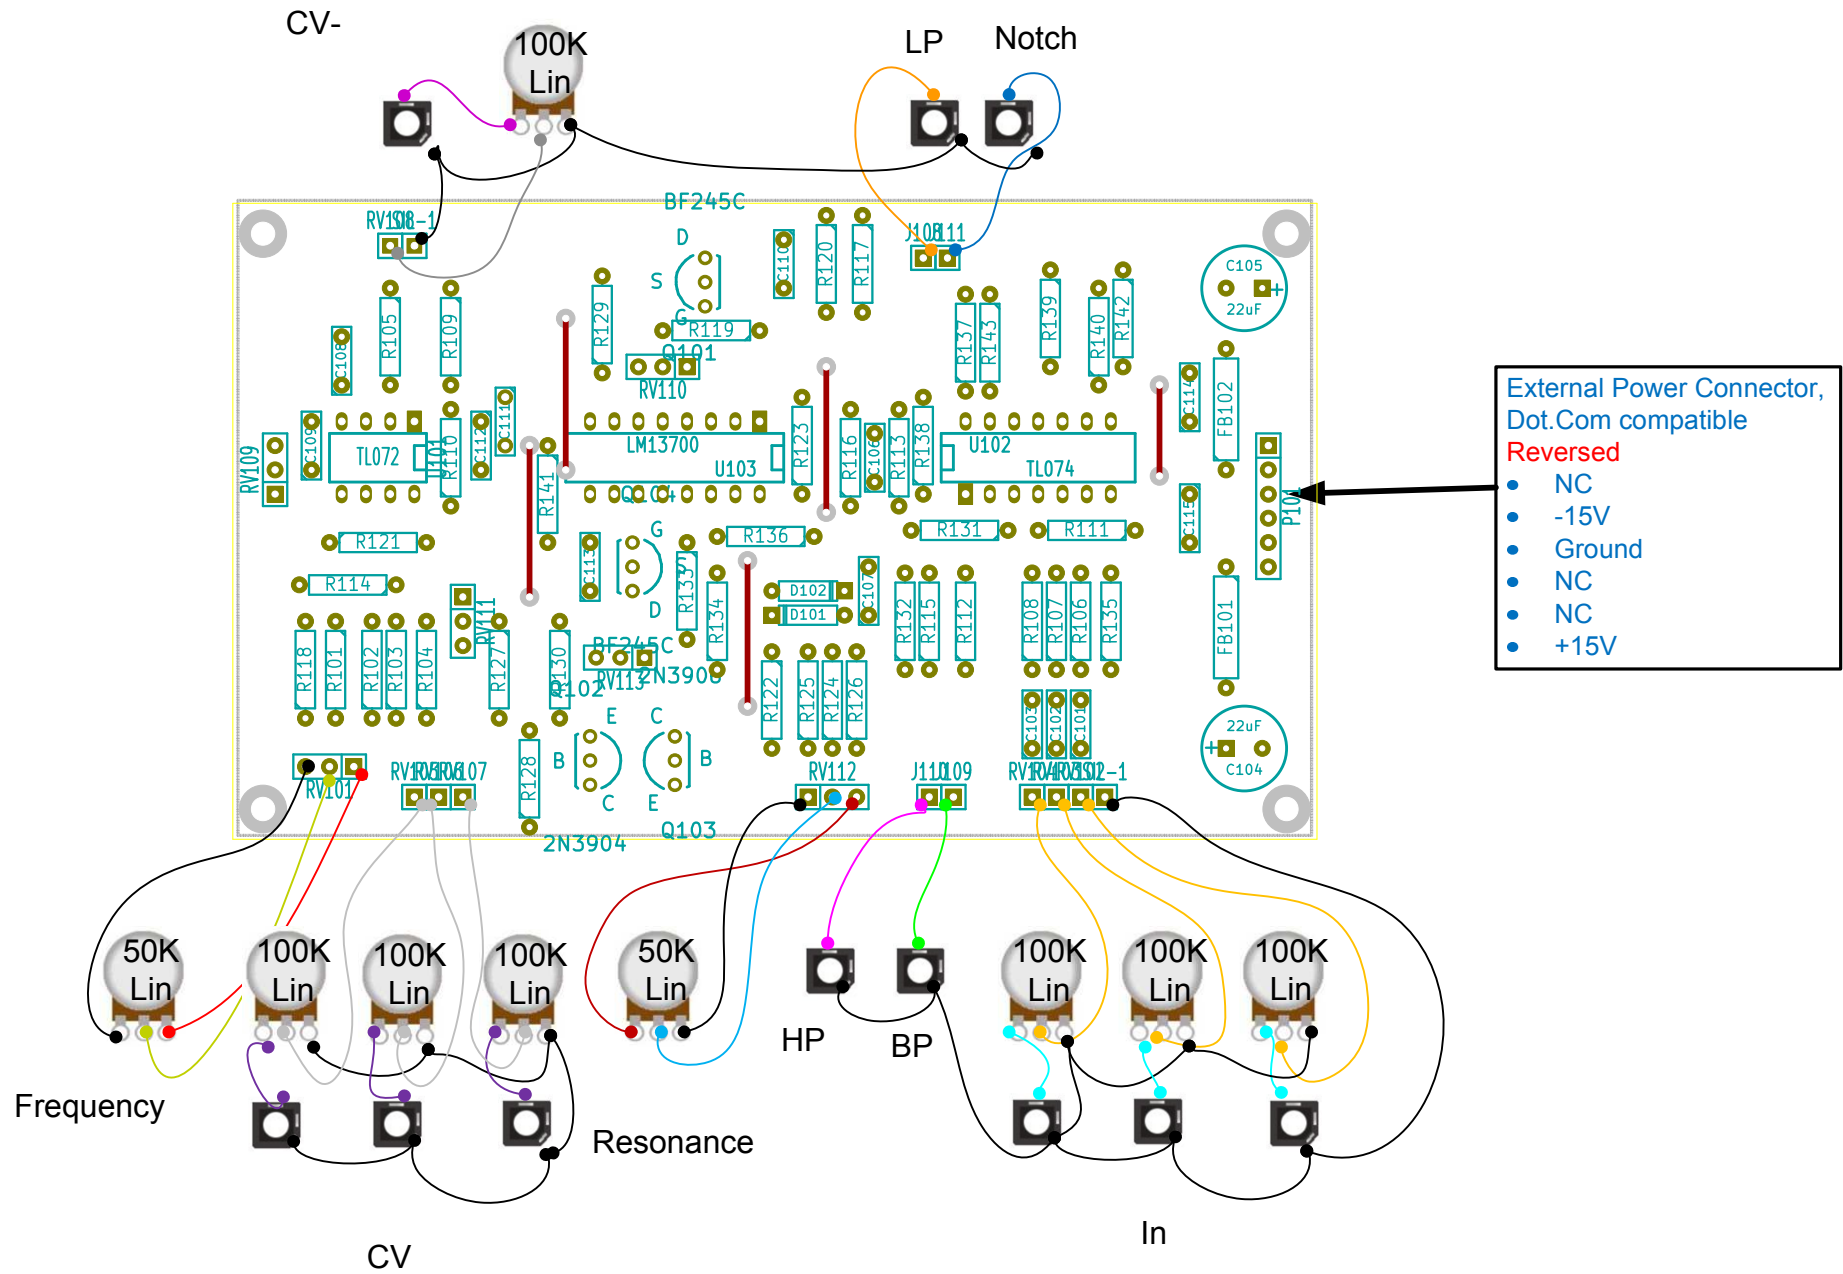 CV-
100K
Lin
LP
Notch
BF245C
D
S
G
C110
R120
R117
C105
22uF
+
R105
R109
R129
R119
Q101
RV110
C108
R137
R143
R139
R140
R142
C114
FB102
External Power Connector,
Dot.Com compatible
Reversed
NC
-15V
Ground
NC
NC
+15V
RV109
C109
TL072
U101
R110
C112
C111
R141
LM13700
U103
Q104
R123
R116
C106
R113
R138
U102
TL074
P101
C115
R121
R114
C113
G
S
D
R133
R136
R134
D102
D101
C107
R131
R111
R132
R115
R112
R108
R107
R106
R135
FB101
R118
R101
R102
R103
R104
RV111
R127
R130
BF245C
RV113
2N3906
Q102
R122
R125
R124
R126
C103
C102
C101
22uF
+
C104
E
C
B
B
C
E
R128
2N3904
Q103
RV101
RV107
RV112
J110
J109
50K
Lin
100K
Lin
100K
Lin
100K
Lin
50K
Lin
100K
Lin
100K
Lin
100K
Lin
HP
BP
Frequency
Resonance
CV
In